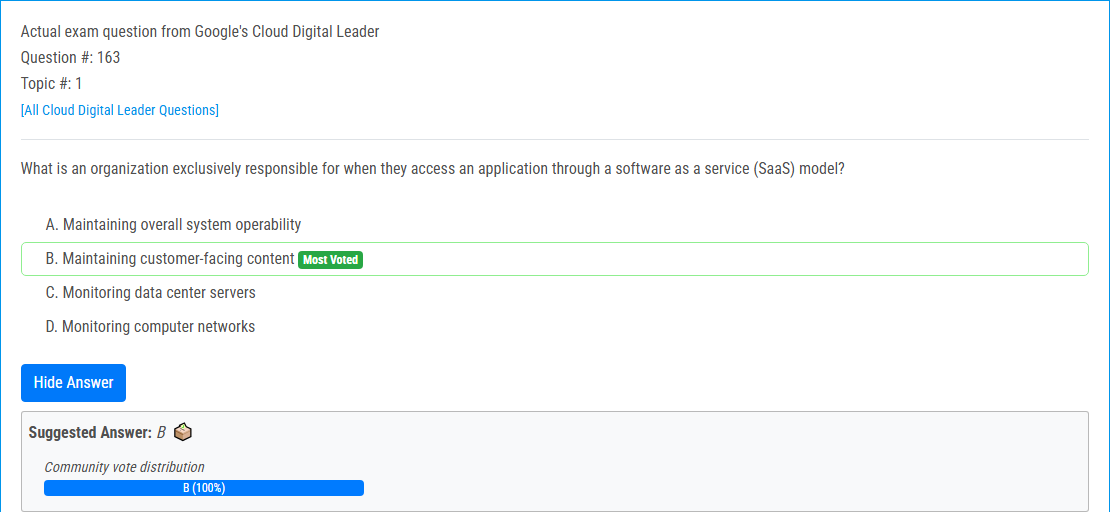 Actual exam question from Google's Cloud Digital Leader
Question #: 163
Topic #: 1
[All Cloud Digital Leader Questions]
What is an organization exclusively responsible for when they access an application through a software as a service (SaaS) model?
A. Maintaining overall system operability
B. Maintaining customer-facing content Most Voted
C. Monitoring data center servers
D. Monitoring computer networks
Hide Answer
Suggested Answer: B
Community vote distribution
B (100%)